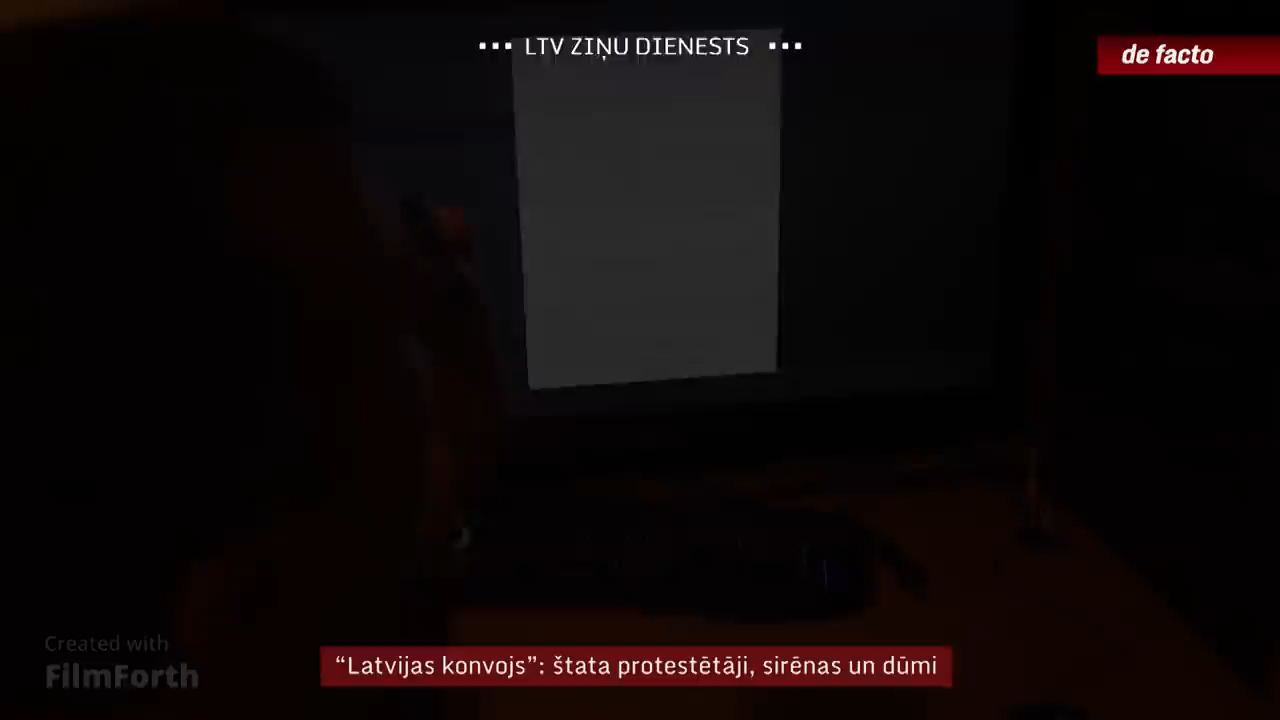 LTV ZIŅU DIENESTS
de facto
Created with
FilmForth
“Latvijas konvojs”: štata protestētāji, sirēnas un dūmi